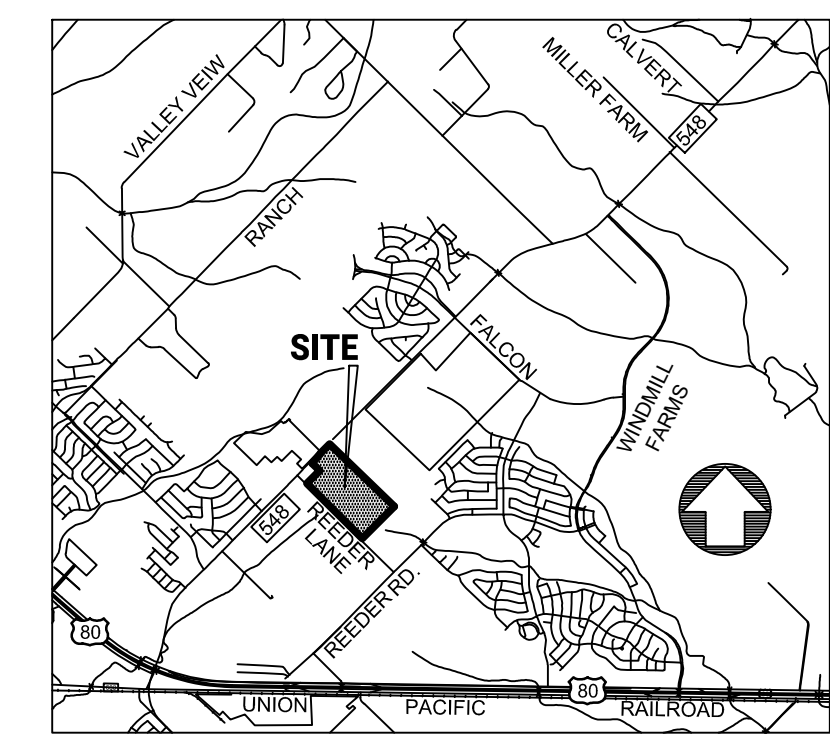 CALVERT
MILLER FARM
VALLEY VEIW
548
RANCH
FALCON
SITE
WINDMILL
FARMS
548
REEDER
LANE
REEDER RD.
80
80
UNION PACIFIC RAILROAD